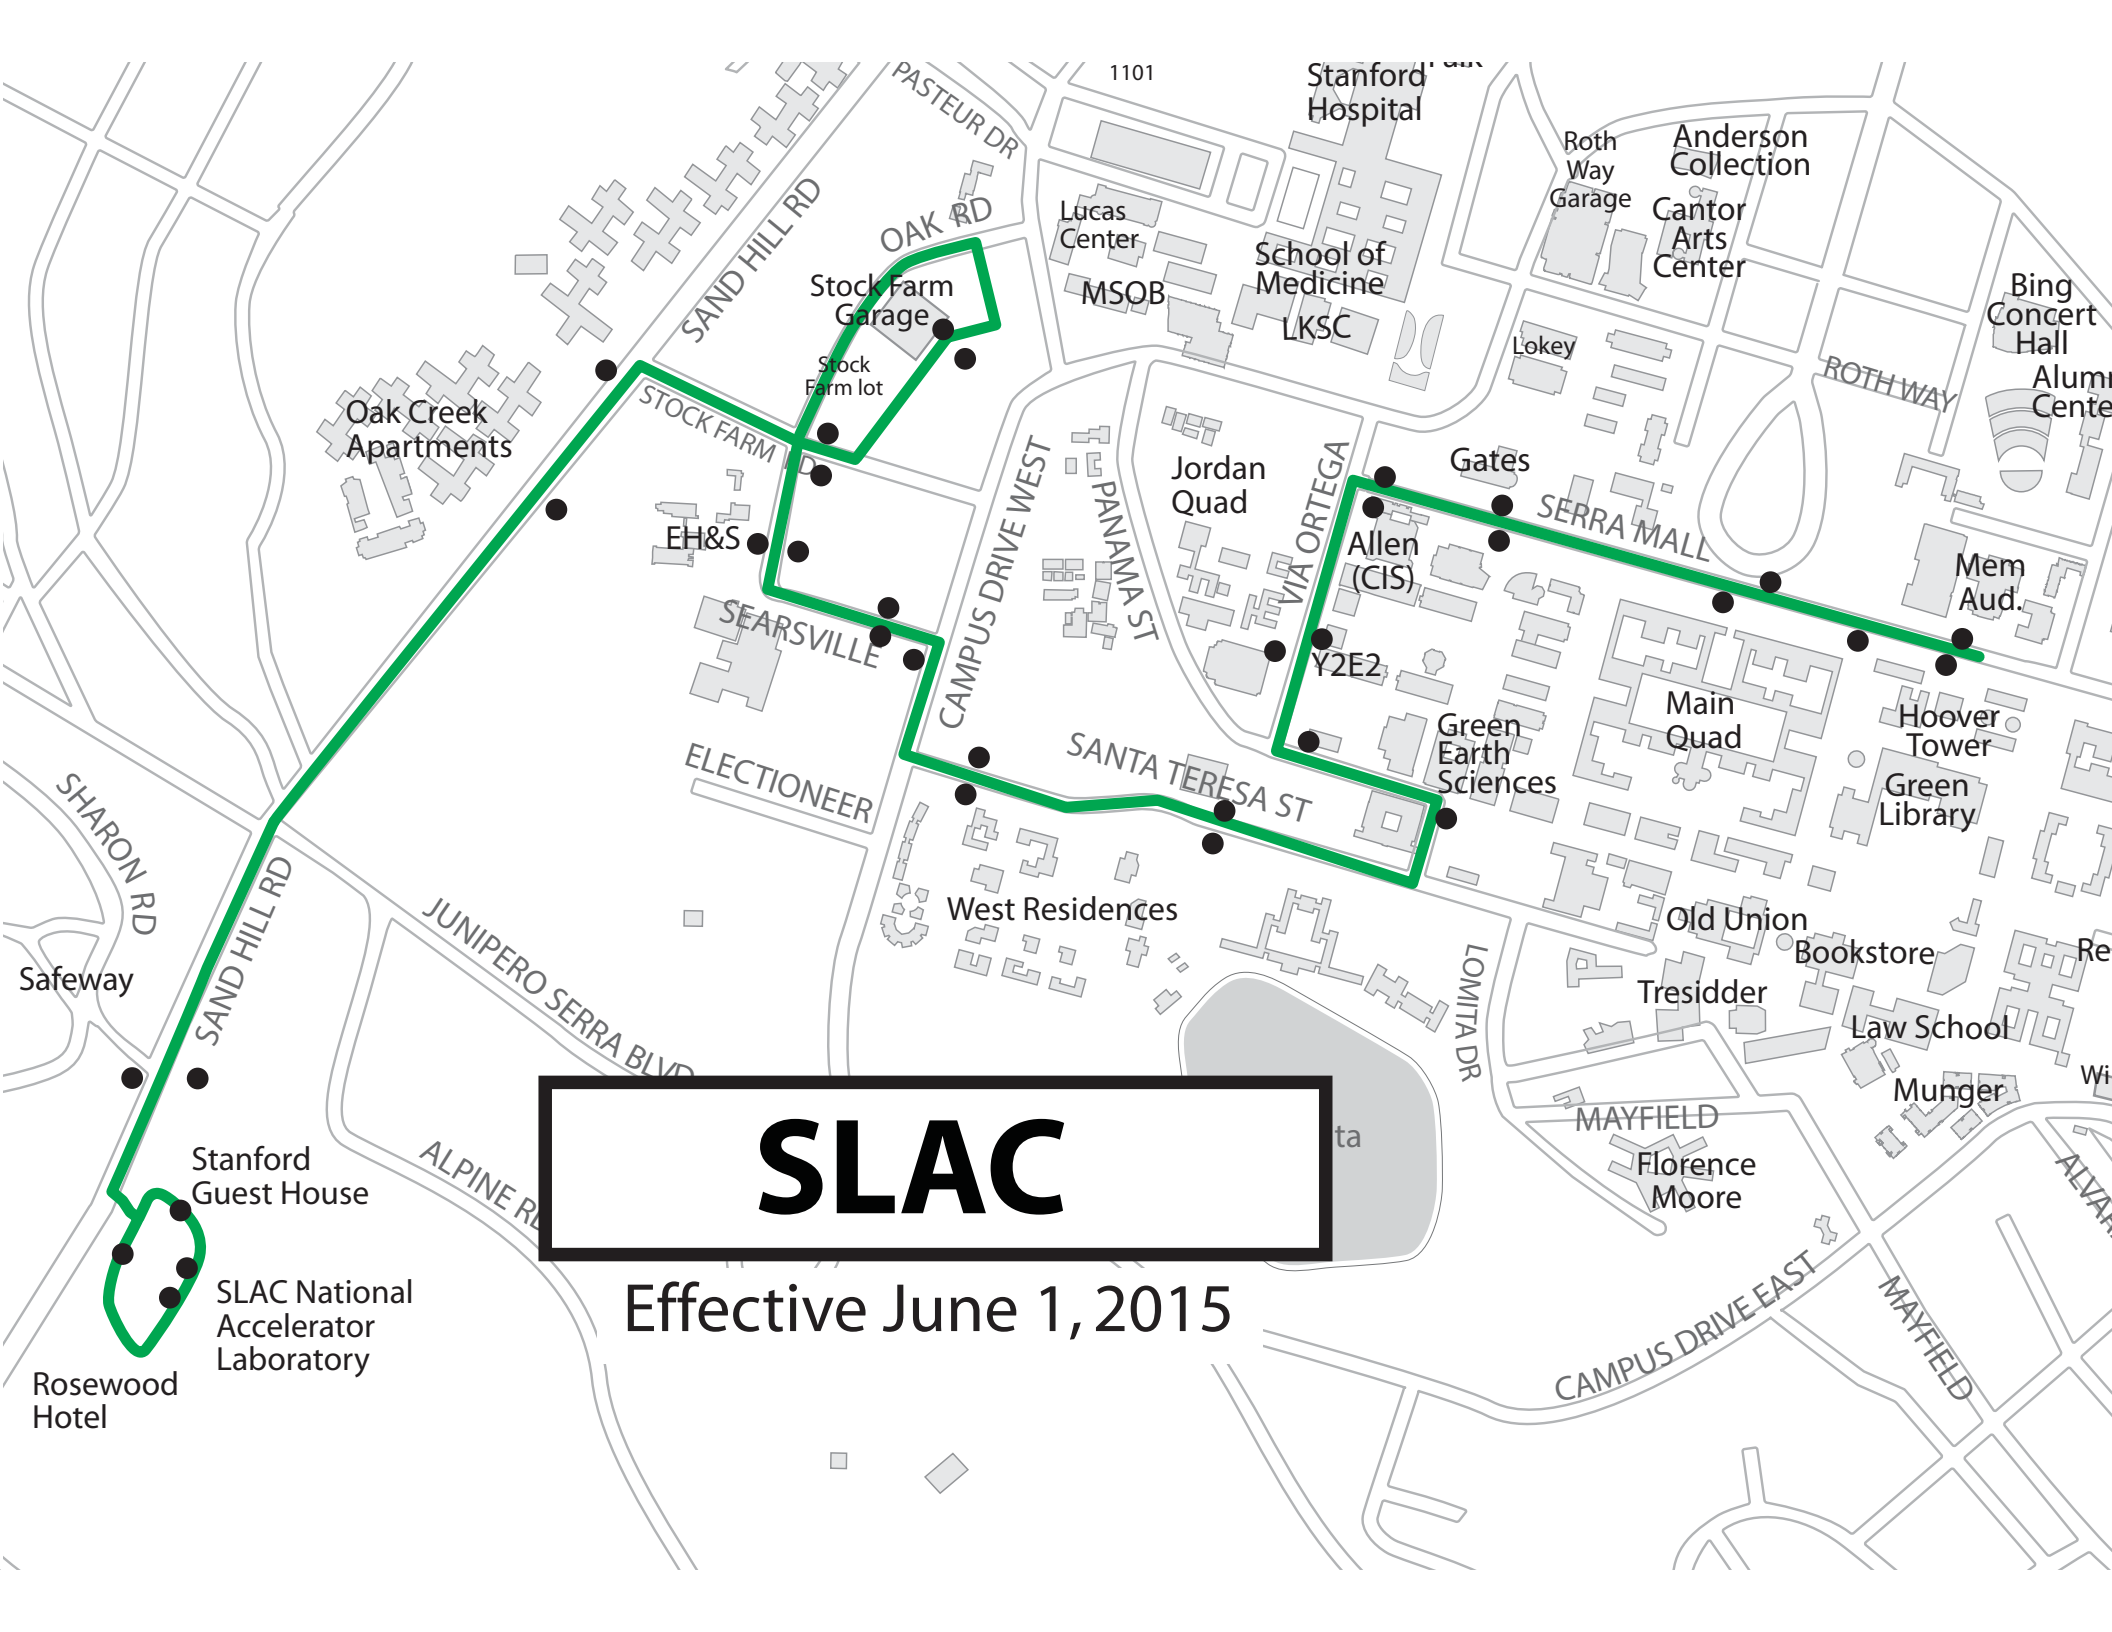 PASTEUR DR
1101
Stanford
Hospital
Roth
Way
Garage
Anderson
Collection
Cantor
Arts
Center
SAND HILL RD
OAK RD
Lucas
Center
School of
Medicine
MSOB
LKSC
Stock Farm
Garage
Stock
Farm lot
Lokey
Bing
Concert
Hall
ROTH WAY
Oak Creek
Apartments
STOCK FARM RD
EH&S
CAMPUS DRIVE WEST
PANAMA ST
Jordan
Quad
VIA ORTEGA
Gates
SERRA MALL
Allen
(CIS)
Mem
Aud.
SEARSVILLE
Y2E2
Main
Quad
Hoover
Tower
ELECTIONEER
SANTA TERESA ST
Green
Earth
Sciences
Green
Library
SHARON RD
SAND HILL RD
JUNIPERO SERRA BLVD
West Residences
Old Union
Bookstore
Safeway
LOMITA DR
Tresidder
Law School
Munger
MAYFIELD
Florence
Moore
Stanford
Guest House
ALPINE RD
SLAC
ta
Effective June 1, 2015
SLAC National
Accelerator
Laboratory
Rosewood
Hotel
CAMPUS DRIVE EAST
MAYFIELD